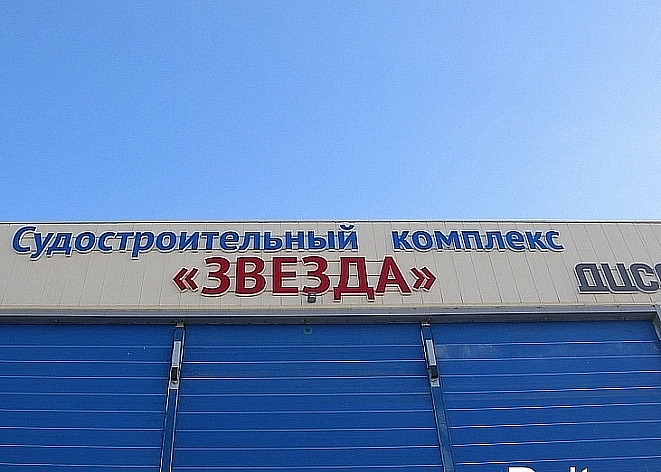 Судостроительный комплекс
«ЗВЕЗДА»